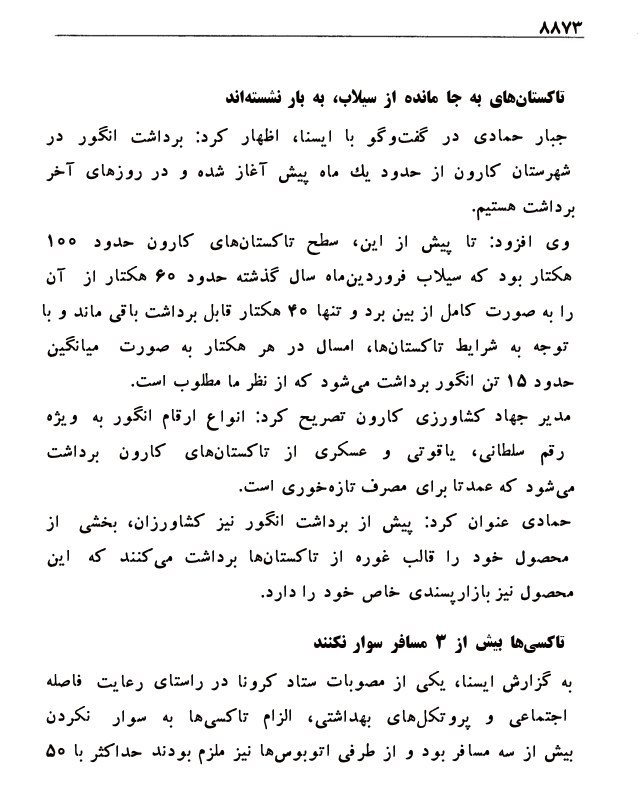 ۸۸۷۳
تاکستان‌های به جا مانده از سیلاب، به بار نشسته‌اند
جبار حمادی در گفت‌وگو با ایسنا، اظهار کرد: برداشت انگور در
شهرستان کارون از حدود یك ماه پیش آغاز شده و در روزهای آخر
برداشت هستیم.
وی افزود: تا پیش از این، سطح تاکستان‌های کارون حدود ۱۰۰
هکتار بود که سیلاب فروردین‌ماه سال گذشته حدود ۶۰ هکتار از آن
را به صورت کامل از بین برد و تنها ۴۰ هکتار قابل برداشت باقی ماند و با
توجه به شرایط تاکستان‌ها، امسال در هر هکتار به صورت میانگین
حدود ۱۵ تن انگور برداشت می‌شود که از نظر ما مطلوب است.
مدیر جهاد کشاورزی کارون تصریح کرد: انواع ارقام انگور به ویژه
رقم سلطانی، یاقوتی و عسکری از تاکستان‌های کارون برداشت
می‌شود که عمدتا برای مصرف تازه‌خوری است.
حمادی عنوان کرد: پیش از برداشت انگور نیز کشاورزان، بخشی از
محصول خود را قالب غوره از تاکستان‌ها برداشت می‌کنند که این
محصول نیز بازارپسندی خاص خود را دارد.
تاکسی‌ها بیش از ۳ مسافر سوار نکنند
به گزارش ایسنا، یکی از مصوبات ستاد کرونا در راستای رعایت فاصله
اجتماعی و پروتکل‌های بهداشتی، الزام تاکسی‌ها به سوار نکردن
بیش از سه مسافر بود و از طرفی اتوبوس‌ها نیز ملزم بودند حداکثر با ۵۰